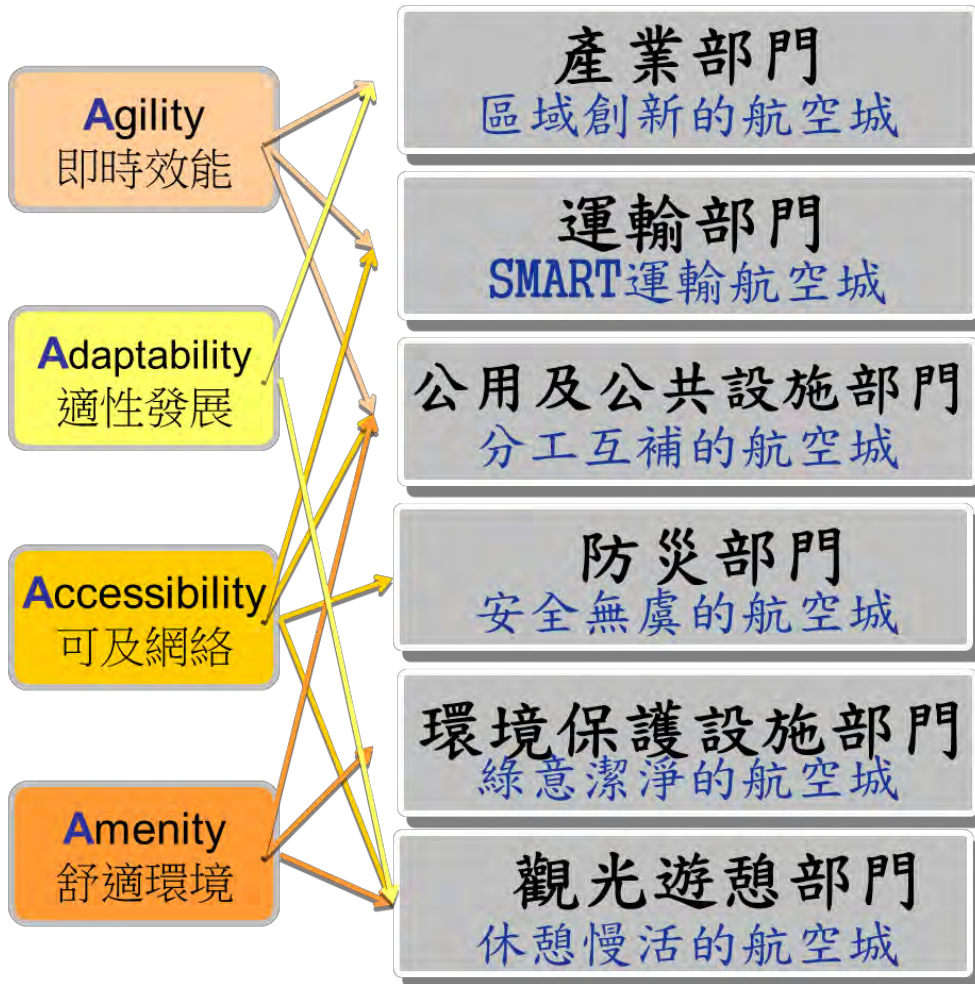 Agility
即時效能
Adaptability
適性發展
Accessibility
可及網絡
Amenity
舒適環境
產業部門
區域創新的航空城
運輸部門
SMART運輸航空城
公用及公共設施部門
分工互補的航空城
防災部門
安全無虞的航空城
環境保護設施部門
綠意潔淨的航空城
觀光遊憩部門
休憩慢活的航空城